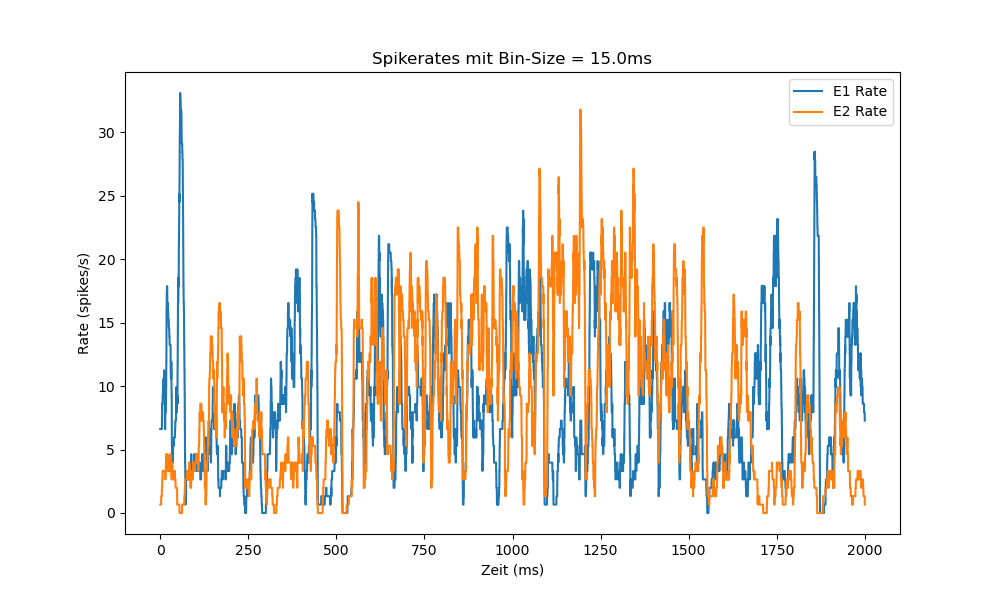 Spikerates mit Bin-Size = 15.0ms
E1 Rate
E2 Rate
Rate (spikes/s)
30
25
20
15
10
5
0
0 250 500 750 1000 1250 1500 1750 2000
Zeit (ms)